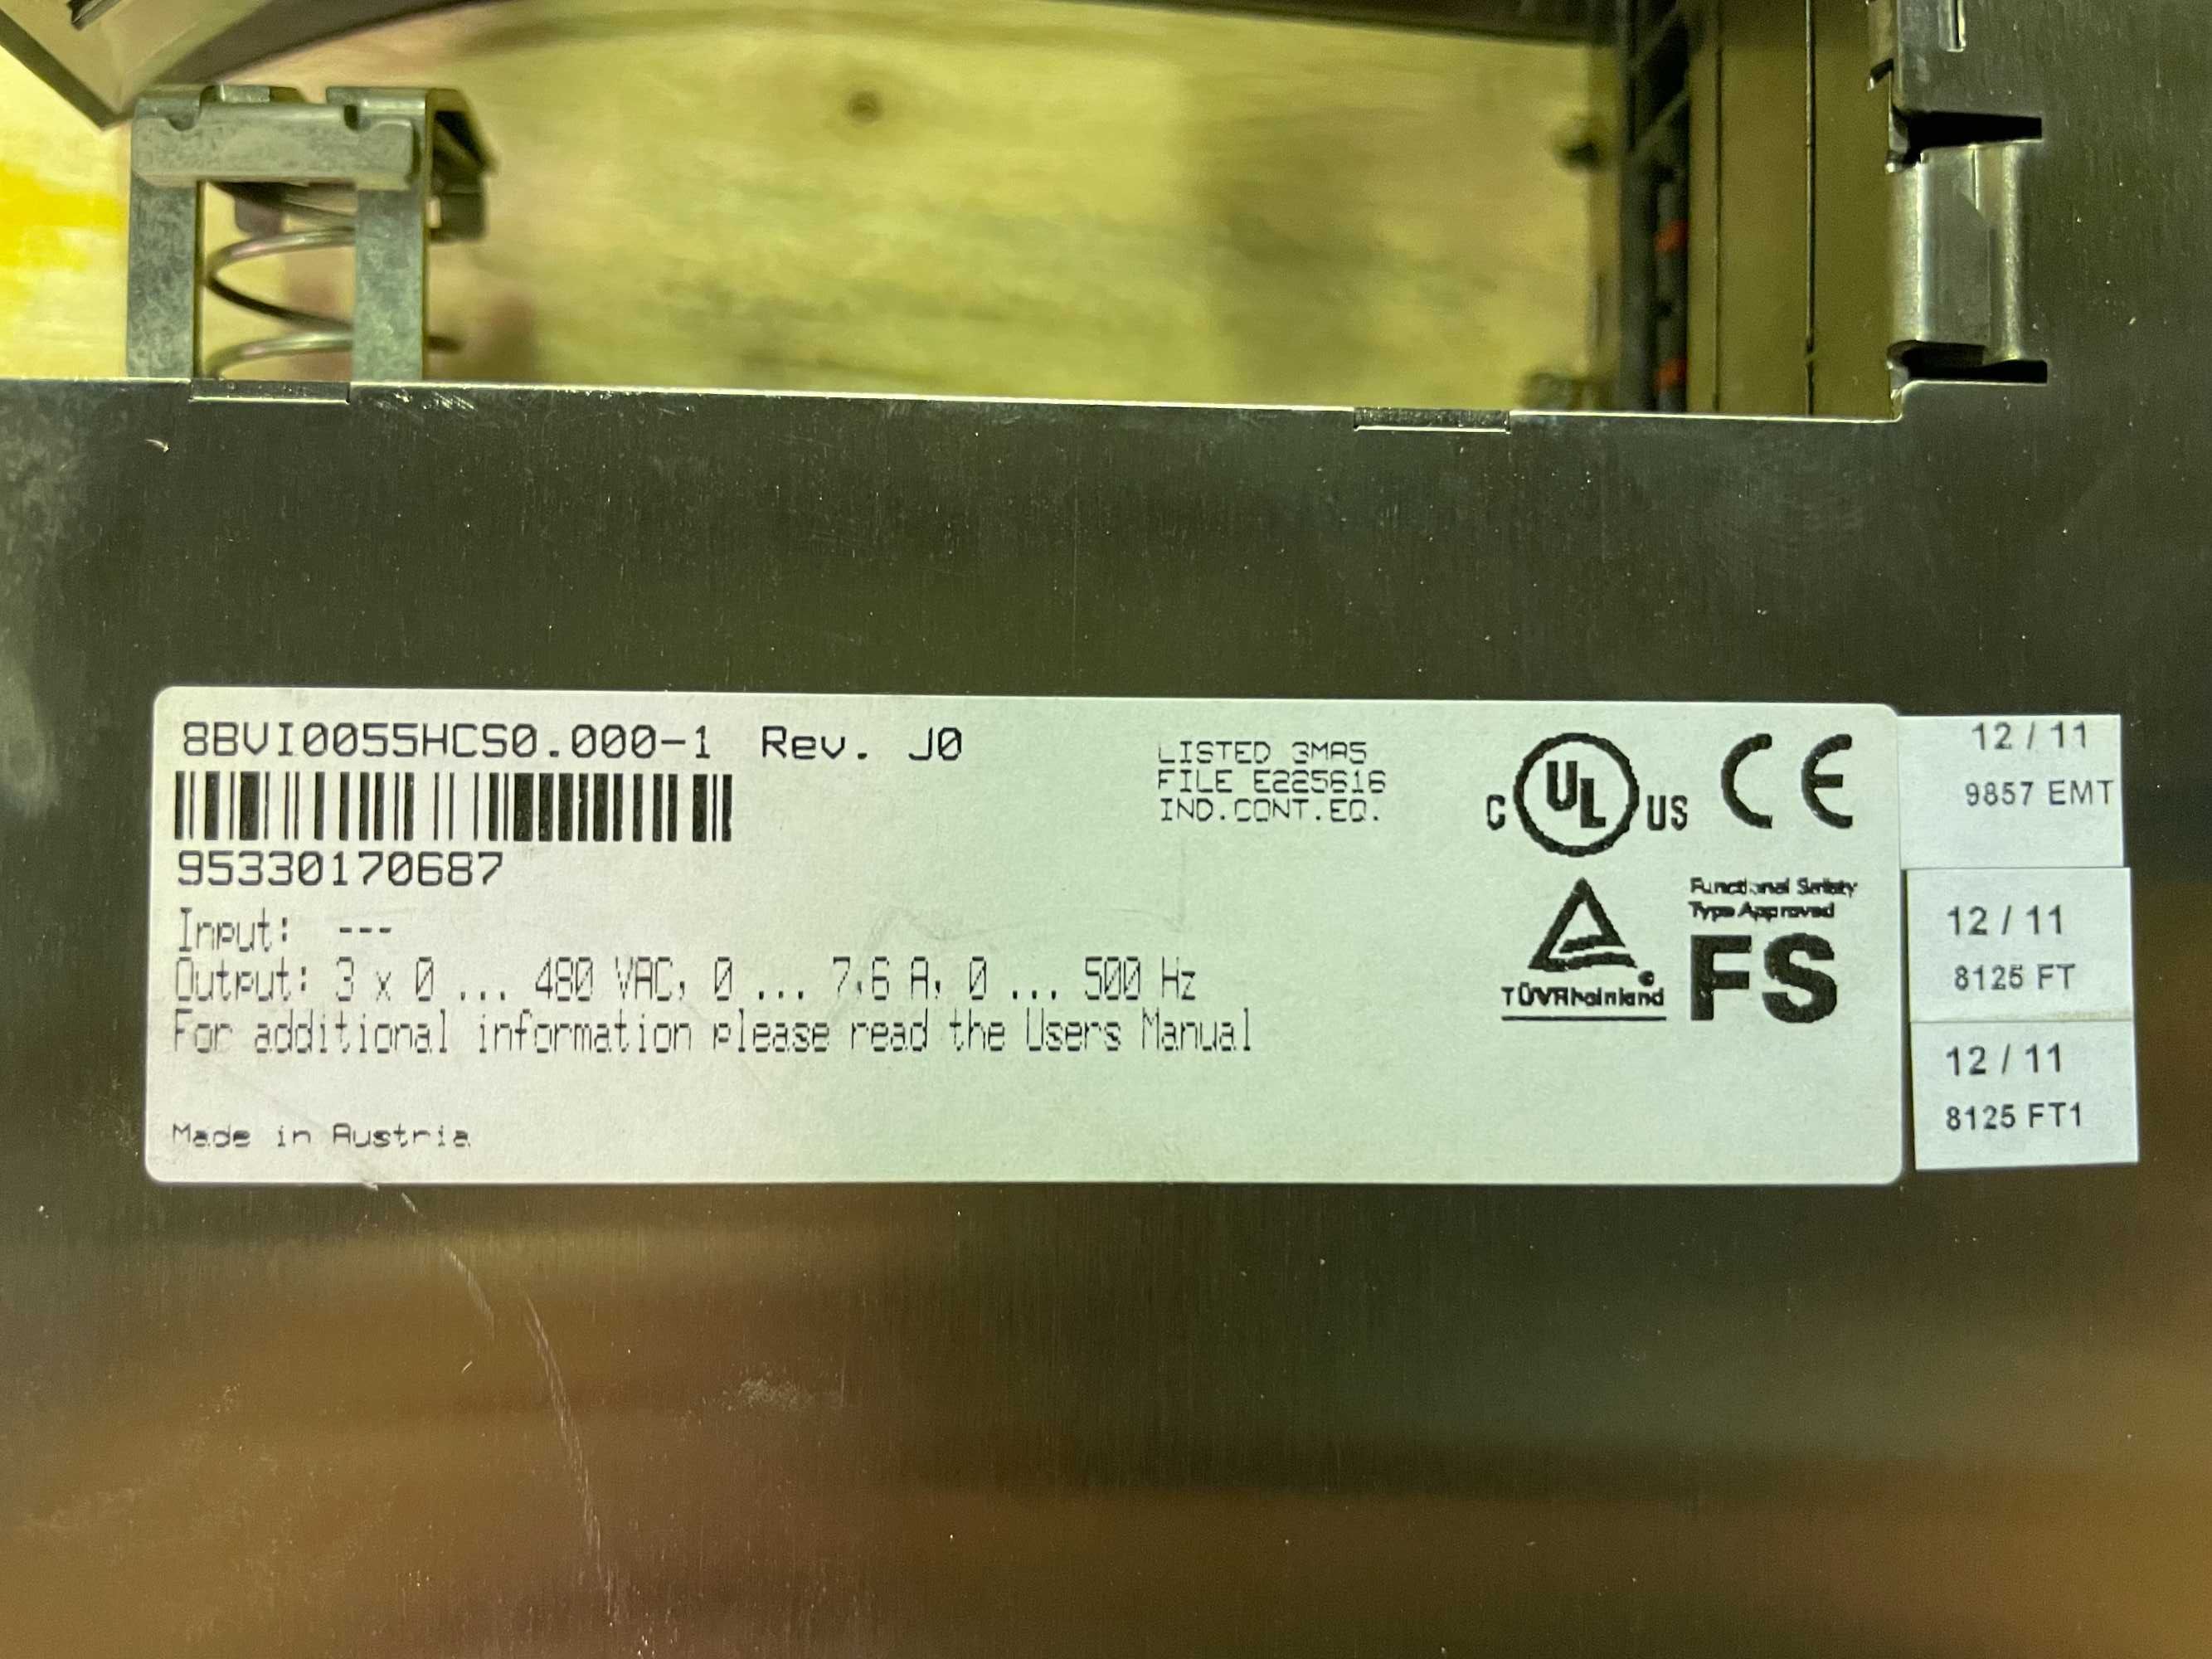 8BVI0055HCS0.000-1 Rev. J0
95330170687
Input: ---
Output: 3 x 0 ... 480 VAC, 0 ... 7.6 A, 0 ... 500 Hz
For additional information please read the Users Manual
Made in Austria
LISTED 3MA5
FILE E225616
IND.CONT.EQ.
C UL US CE
TÜVRheinland
Functional Safety
Type Approved
FS
12 / 11
9857 EMT
12 / 11
8125 FT
12 / 11
8125 FT1